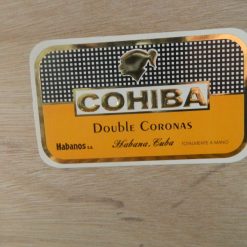 COHIBA
Double Coronas
Habanos s.a. Habana, Cuba TOTALMENTE A MANO